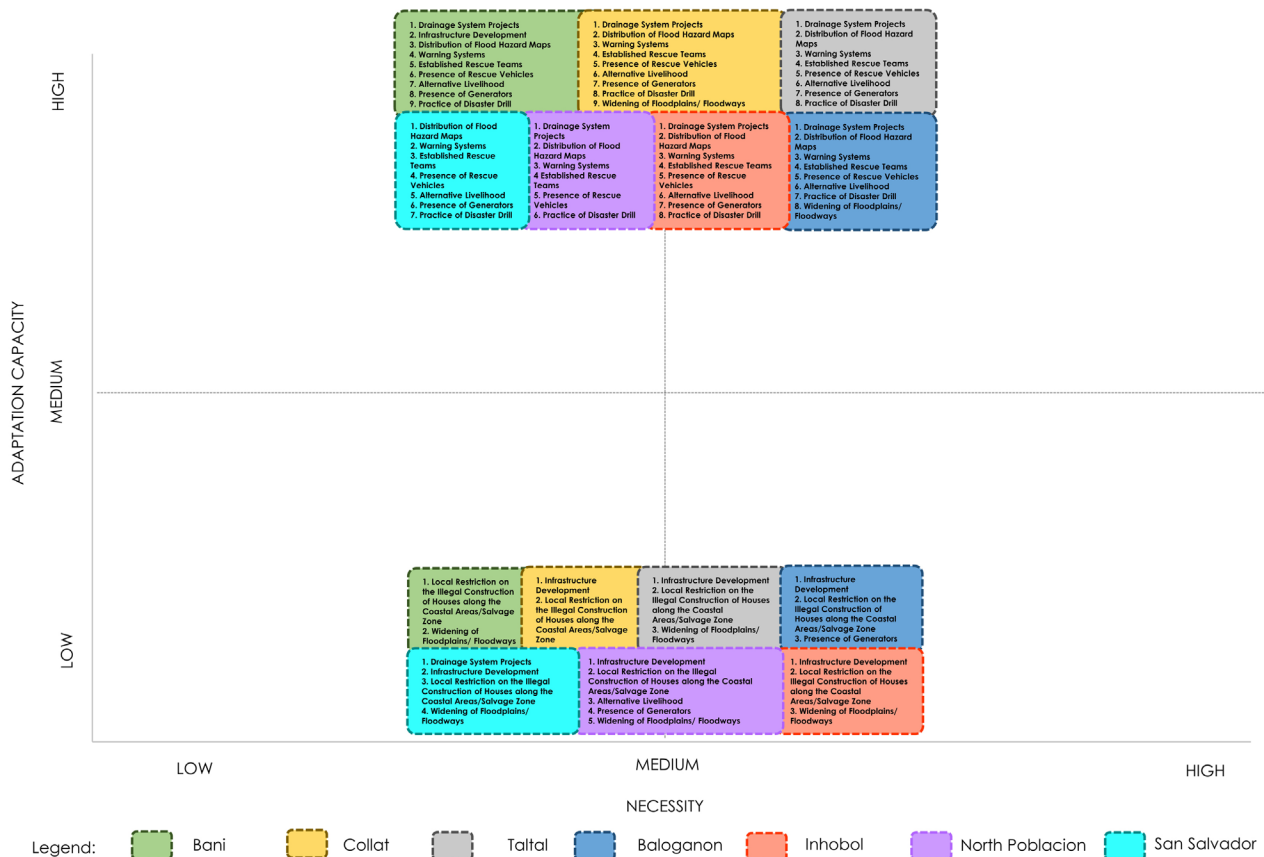 1. Drainage System Projects
2. Infrastructure Development
3. Distribution of Flood Hazard Maps
4. Warning Systems
5. Established Rescue Teams
6. Presence of Rescue Vehicles
7. Alternative Livelihood
8. Presence of Generators
9. Practice of Disaster Drill
1. Drainage System Projects
2. Distribution of Flood Hazard Maps
3. Warning Systems
4. Established Rescue Teams
5. Presence of Rescue Vehicles
6. Alternative Livelihood
7. Presence of Generators
8. Practice of Disaster Drill
9. Widening of Floodplains/ Floodways
1. Drainage System Projects
2. Distribution of Flood Hazard
Maps
3. Warning Systems
4. Established Rescue Teams
5. Presence of Rescue Vehicles
6. Alternative Livelihood
7. Presence of Generators
8. Practice of Disaster Drill
1. Distribution of Flood
Hazard Maps
2. Warning Systems
3. Established Rescue
Teams
4. Presence of Rescue
Vehicles
5. Alternative Livelihood
6. Presence of Generators
7. Practice of Disaster Drill
1. Drainage System
Projects
2. Distribution of Flood
Hazard Maps
3. Warning Systems
4 Established Rescue
Teams
5. Presence of Rescue
Vehicles
6. Practice of Disaster Drill
1. Drainage System Projects
2. Distribution of Flood
Hazard Maps
3. Warning Systems
4. Established Rescue Teams
5. Presence of Rescue
Vehicles
6. Alternative Livelihood
7. Presence of Generators
8. Practice of Disaster Drill
1. Drainage System Projects
2. Distribution of Flood Hazard
Maps
3. Warning Systems
4. Established Rescue Teams
5. Presence of Rescue Vehicles
6. Alternative Livelihood
7. Practice of Disaster Drill
8. Widening of Floodplains/
Floodways
HIGH
MEDIUM
LOW
ADAPTATION CAPACITY
1. Local Restriction on
the Illegal Construction
of Houses along the
Coastal Areas/Salvage
Zone
2. Widening of
Floodplains/ Floodways
1. Infrastructure
Development
2. Local Restriction on
the Illegal Construction
of Houses along the
Coastal Areas/Salvage
Zone
1. Infrastructure Development
2. Local Restriction on the
Illegal Construction of Houses
along the Coastal
Areas/Salvage Zone
3. Widening of Floodplains/
Floodways
1. Infrastructure
Development
2. Local Restriction on the
Illegal Construction of
Houses along the Coastal
Areas/Salvage Zone
3. Presence of Generators
1. Drainage System Projects
2. Infrastructure Development
3. Local Restriction on the Illegal
Construction of Houses along the
Coastal Areas/Salvage Zone
4. Widening of Floodplains/
Floodways
1. Infrastructure Development
2. Local Restriction on the Illegal
Construction of Houses along the Coastal
Areas/Salvage Zone
3. Alternative Livelihood
4. Presence of Generators
5. Widening of Floodplains/ Floodways
1. Infrastructure Development
2. Local Restriction on the
Illegal Construction of Houses
along the Coastal
Areas/Salvage Zone
3. Widening of Floodplains/
Floodways
LOW
MEDIUM
HIGH
NECESSITY
Legend:
Bani
Collat
Taltal
Baloganon
Inhobol
North Poblacion
San Salvador